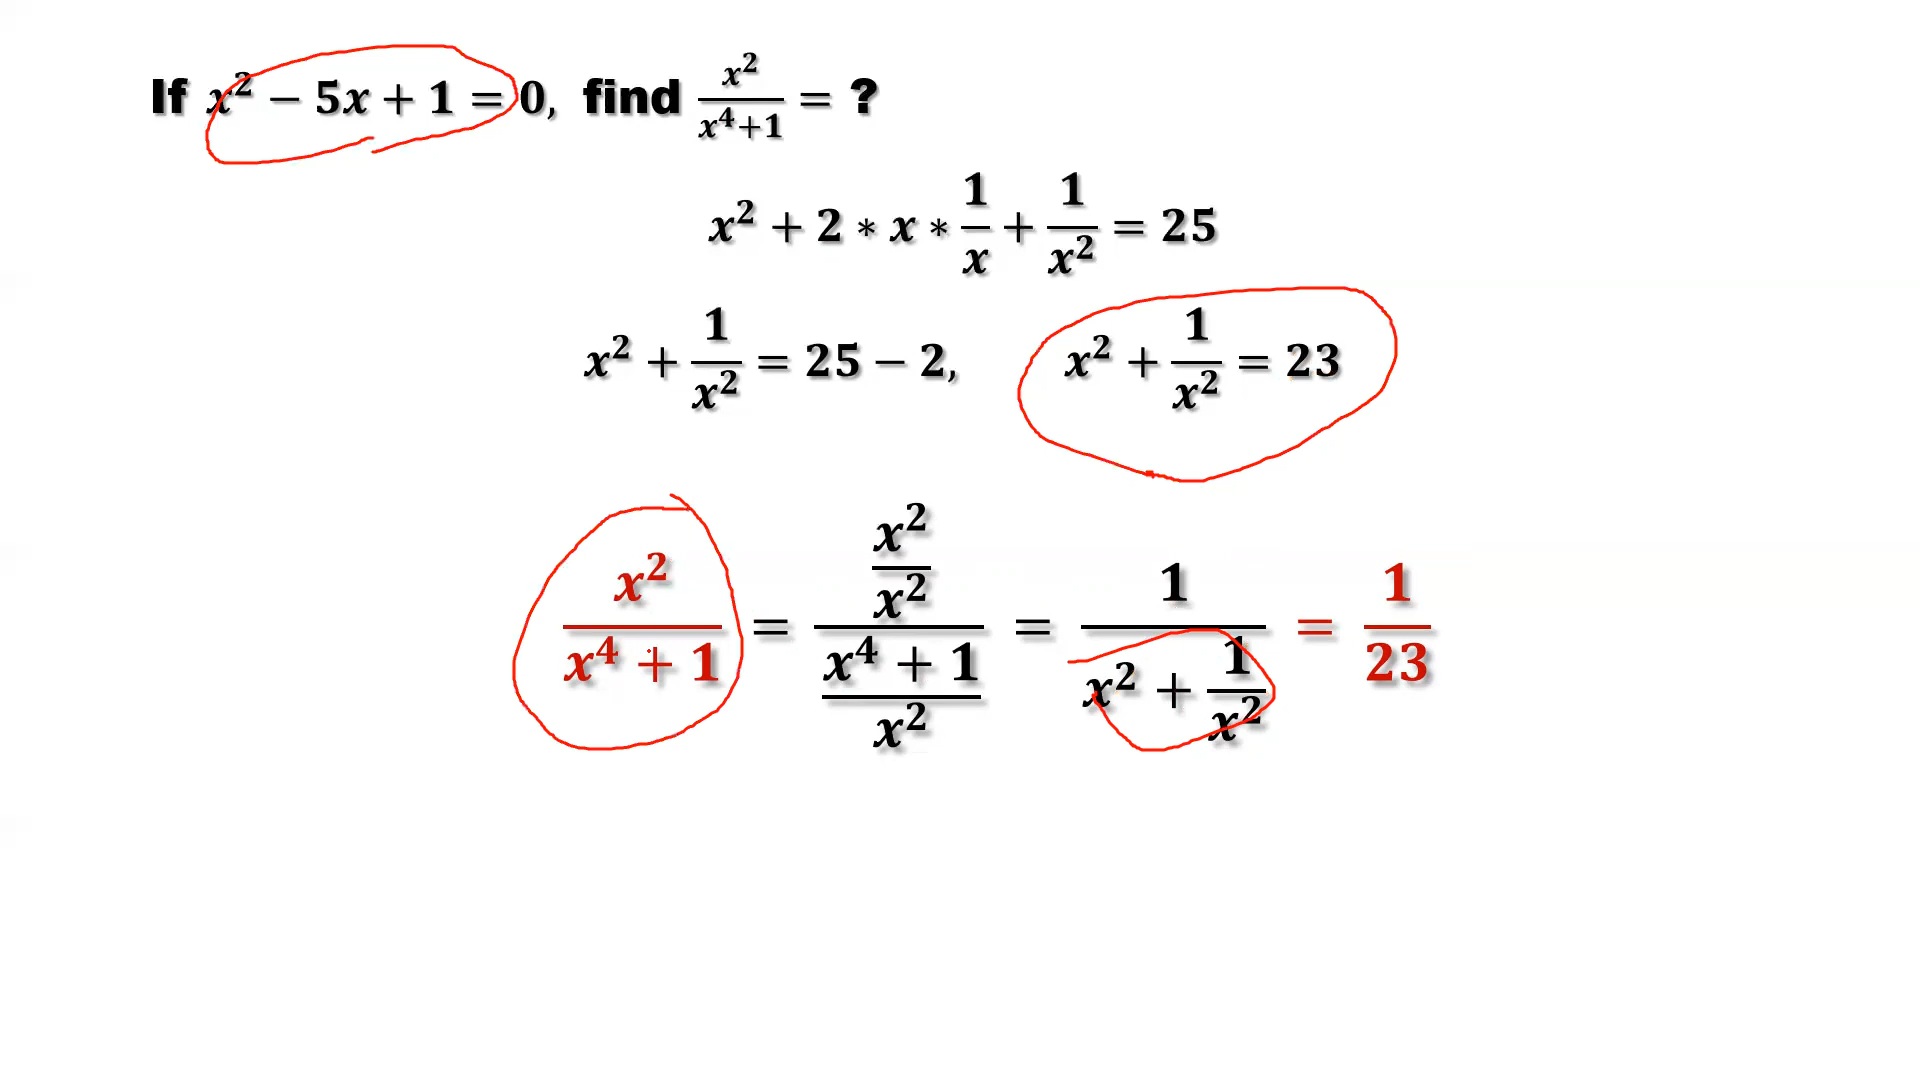 If x² − 5x + 1 = 0, find x²/(x⁴+1) = ?
x² + 2 * x * 1/x + 1/x² = 25
x² + 1/x² = 25 − 2, x² + 1/x² = 23
x²/(x⁴ + 1) = (x²/x²)/((x⁴ + 1)/x²) = 1/(x² + 1/x²) = 1/23